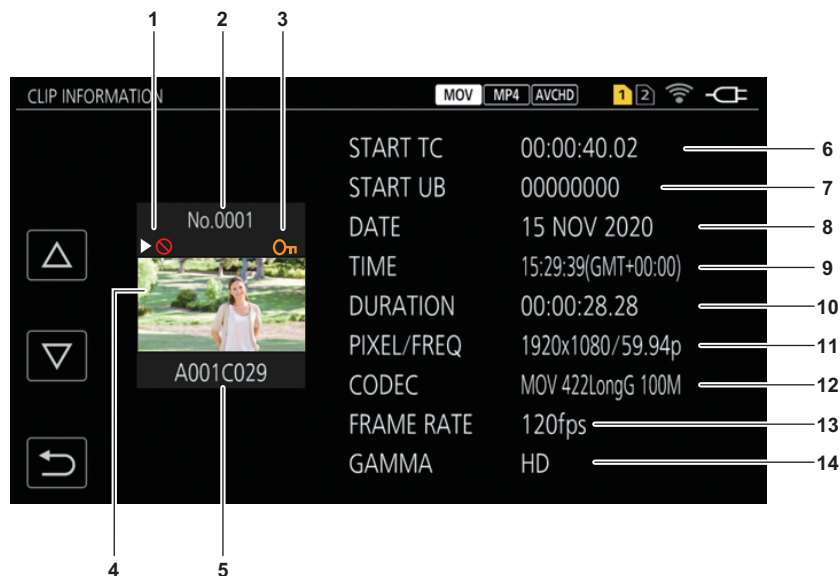 1 2 3
CLIP INFORMATION MOV MP4 AVCHD 1 2
No.0001
A001C029
START TC 00:00:40.02 6
START UB 00000000 7
DATE 15 NOV 2020 8
TIME 15:29:39(GMT+00:00) 9
DURATION 00:00:28.28 10
PIXEL/FREQ 1920x1080/59.94p 11
CODEC MOV 422LongG 100M 12
FRAME RATE 120fps 13
GAMMA HD 14
4 5